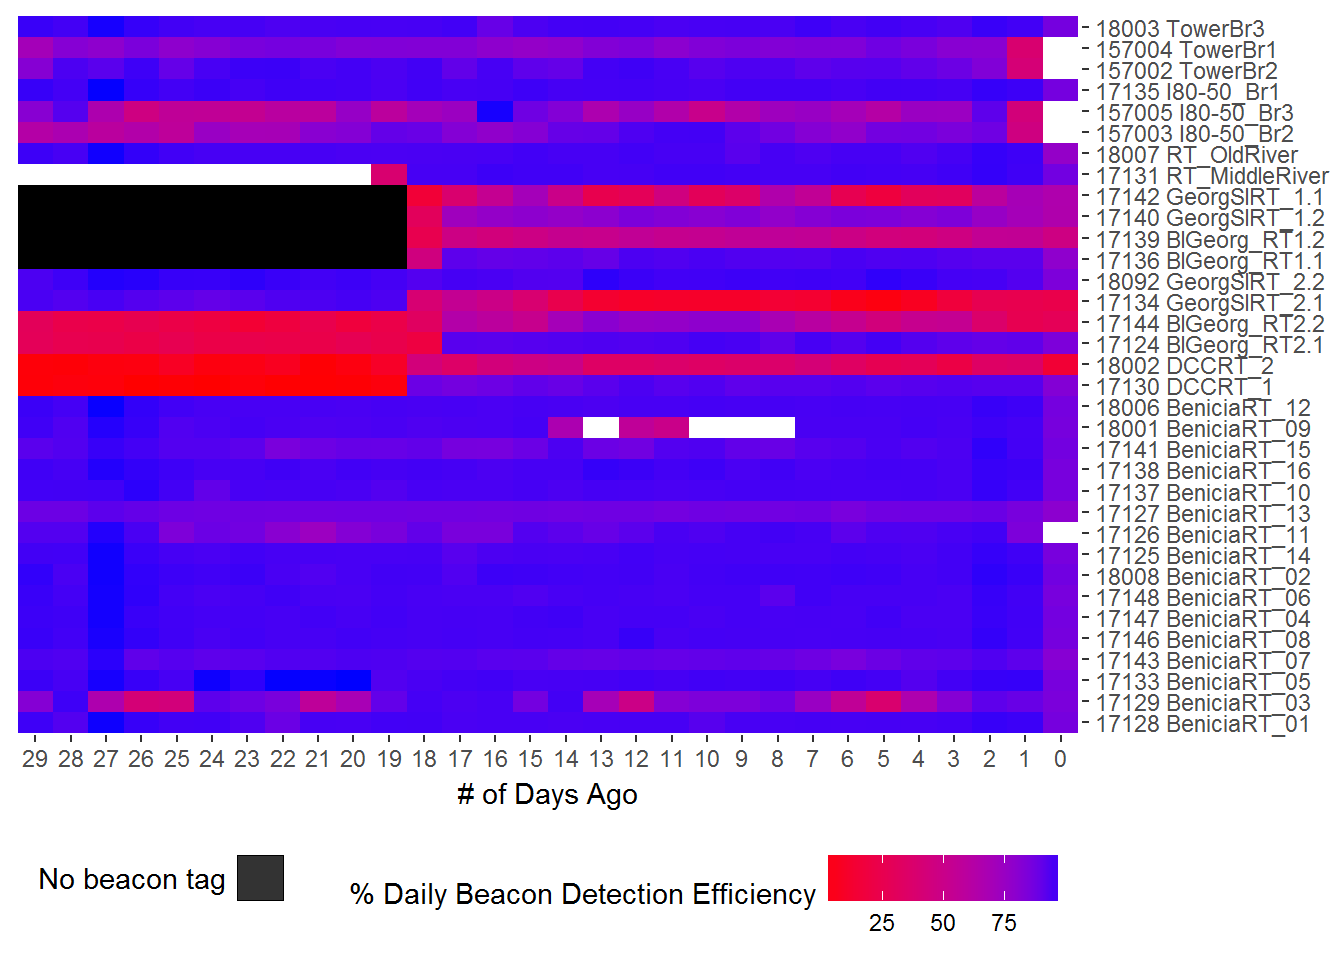 18003 TowerBr3
157004 TowerBr1
157002 TowerBr2
17135 I80-50_Br1
157005 I80-50_Br3
157003 I80-50_Br2
18007 RT_OldRiver
17131 RT_MiddleRiver
17142 GeorgSlRT_1.1
17140 GeorgSlRT_1.2
17139 BlGeorg_RT1.2
17136 BlGeorg_RT1.1
18092 GeorgSlRT_2.2
17134 GeorgSlRT_2.1
17144 BlGeorg_RT2.2
17124 BlGeorg_RT2.1
18002 DCCRT_2
17130 DCCRT_1
18006 BeniciaRT_12
18001 BeniciaRT_09
17141 BeniciaRT_15
17138 BeniciaRT_16
17137 BeniciaRT_10
17127 BeniciaRT_13
17126 BeniciaRT_11
17125 BeniciaRT_14
18008 BeniciaRT_02
17148 BeniciaRT_06
17147 BeniciaRT_04
17146 BeniciaRT_08
17143 BeniciaRT_07
17133 BeniciaRT_05
17129 BeniciaRT_03
17128 BeniciaRT_01
29 28 27 26 25 24 23 22 21 20 19 18 17 16 15 14 13 12 11 10 9 8 7 6 5 4 3 2 1 0
# of Days Ago
No beacon tag
% Daily Beacon Detection Efficiency
25 50 75